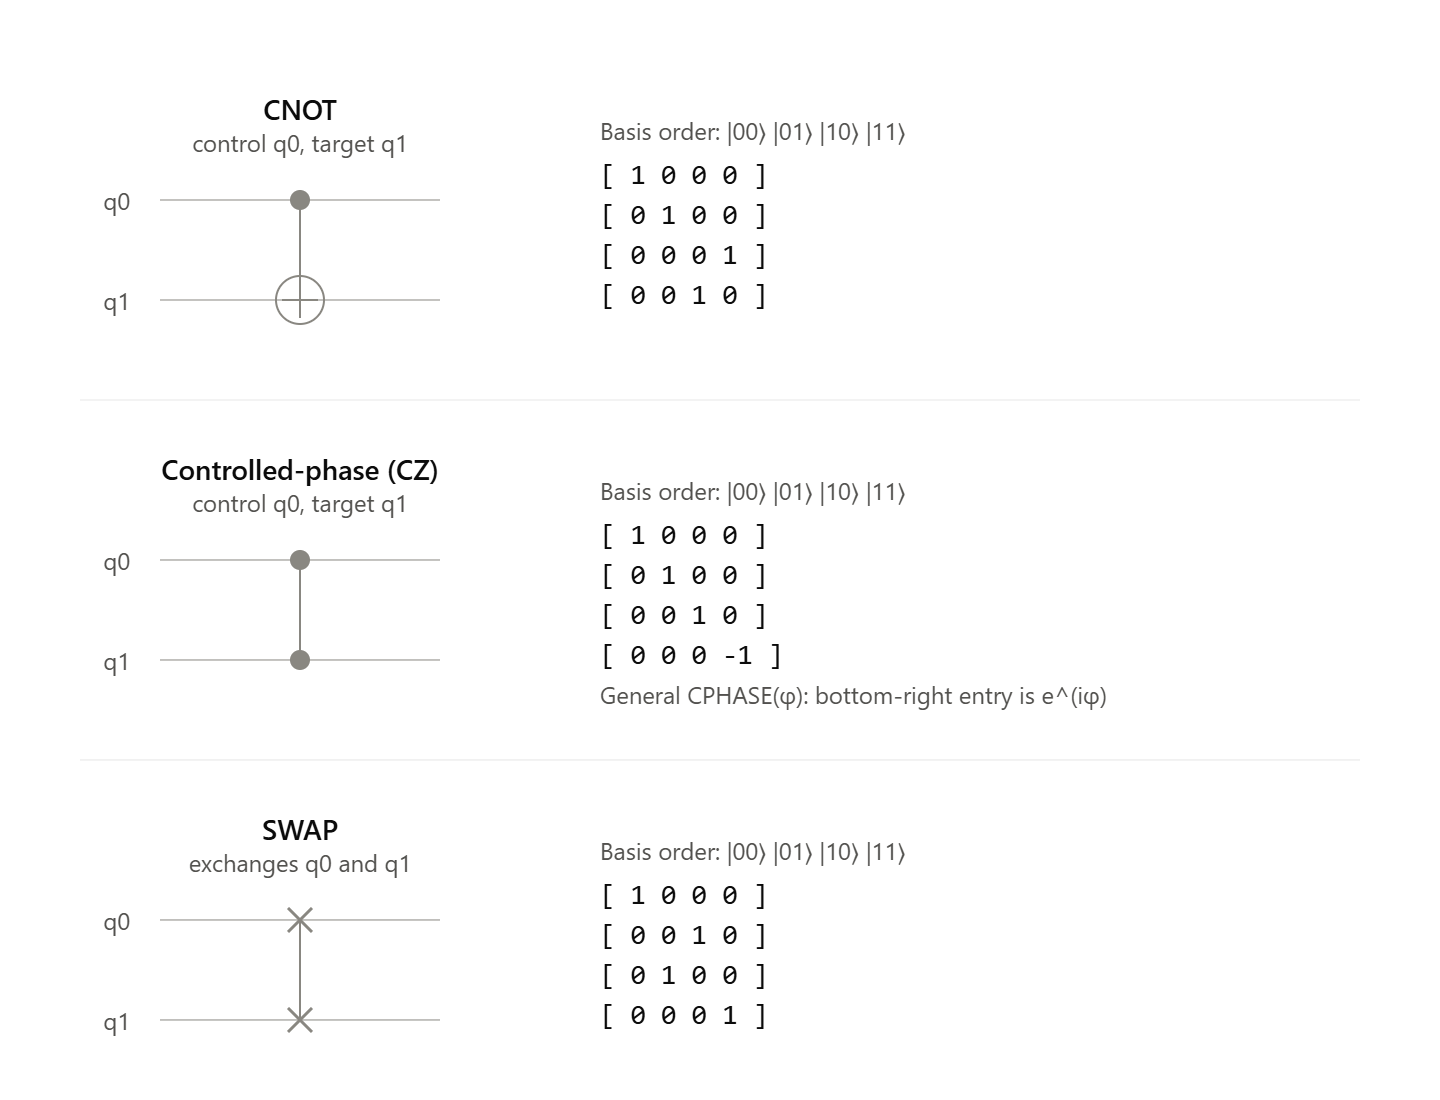 CNOT
control q0, target q1
q0
q1
Basis order: |00⟩ |01⟩ |10⟩ |11⟩
[ 1 0 0 0 ]
[ 0 1 0 0 ]
[ 0 0 0 1 ]
[ 0 0 1 0 ]
Controlled-phase (CZ)
control q0, target q1
q0
q1
Basis order: |00⟩ |01⟩ |10⟩ |11⟩
[ 1 0 0 0 ]
[ 0 1 0 0 ]
[ 0 0 1 0 ]
[ 0 0 0 -1 ]
General CPHASE(φ): bottom-right entry is e^(iφ)
SWAP
exchanges q0 and q1
q0
q1
Basis order: |00⟩ |01⟩ |10⟩ |11⟩
[ 1 0 0 0 ]
[ 0 0 1 0 ]
[ 0 1 0 0 ]
[ 0 0 0 1 ]